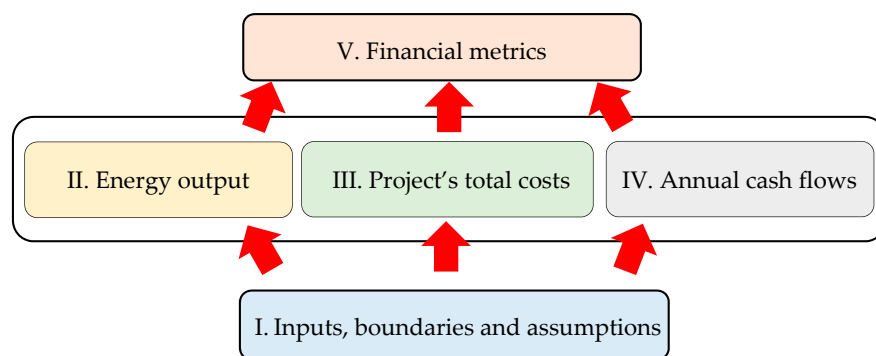 V. Financial metrics
II. Energy output
III. Project’s total costs
IV. Annual cash flows
I. Inputs, boundaries and assumptions